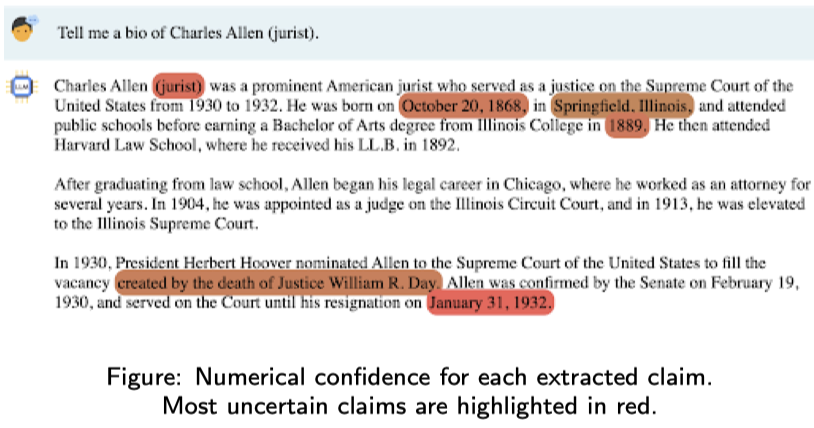 Tell me a bio of Charles Allen (jurist).
LLM
Charles Allen (jurist) was a prominent American jurist who served as a justice on the Supreme Court of the
United States from 1930 to 1932. He was born on October 20, 1868, in Springfield, Illinois, and attended
public schools before earning a Bachelor of Arts degree from Illinois College in 1889. He then attended
Harvard Law School, where he received his LL.B. in 1892.
After graduating from law school, Allen began his legal career in Chicago, where he worked as an attorney for
several years. In 1904, he was appointed as a judge on the Illinois Circuit Court, and in 1913, he was elevated
to the Illinois Supreme Court.
In 1930, President Herbert Hoover nominated Allen to the Supreme Court of the United States to fill the
vacancy created by the death of Justice William R. Day. Allen was confirmed by the Senate on February 19,
1930, and served on the Court until his resignation on January 31, 1932.
Figure: Numerical confidence for each extracted claim.
Most uncertain claims are highlighted in red.